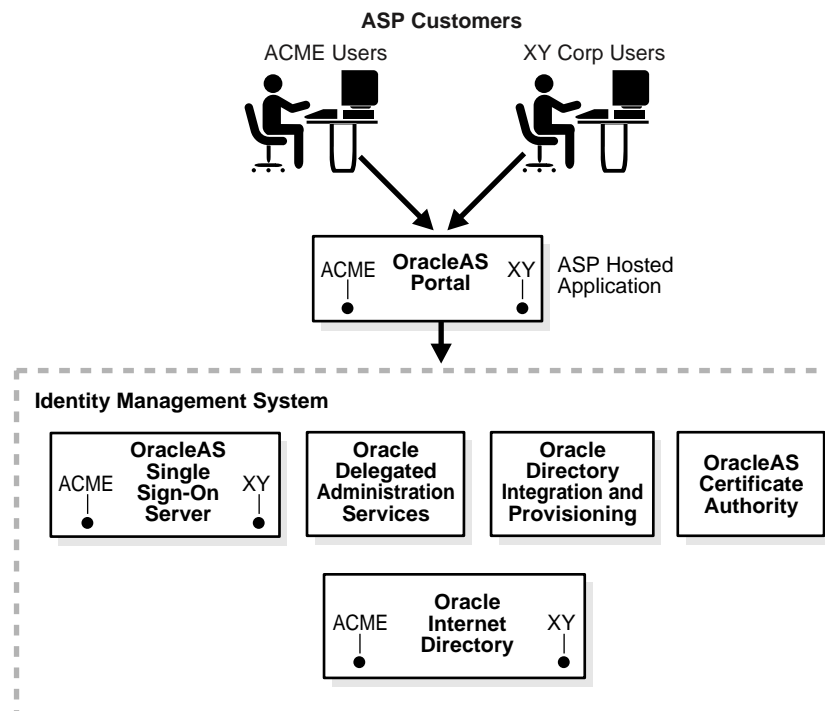 ASP Customers
ACME Users
XY Corp Users
ACME
OracleAS
Portal
XY
ASP Hosted
Application
Identity Management System
ACME
OracleAS
Single
Sign-On
Server
XY
Oracle
Delegated
Administration
Services
Oracle
Directory
Integration and
Provisioning
OracleAS
Certificate
Authority
ACME
Oracle
Internet
Directory
XY